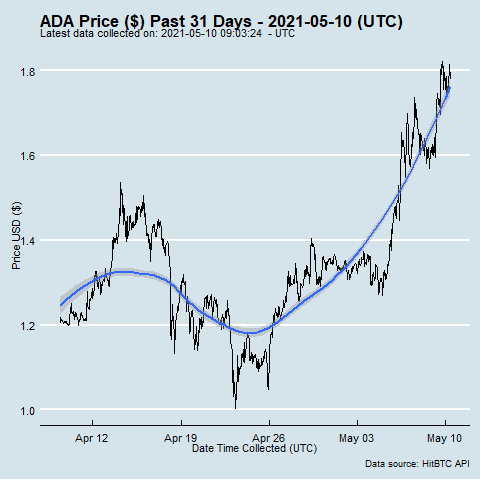 ADA Price ($) Past 31 Days - 2021-05-10 (UTC)
Latest data collected on: 2021-05-10 09:03:24 - UTC
1.8
1.6
1.4
1.2
1.0
Price USD ($)
Apr 12 Apr 19 Apr 26 May 03 May 10
Date Time Collected (UTC)
Data source: HitBTC API